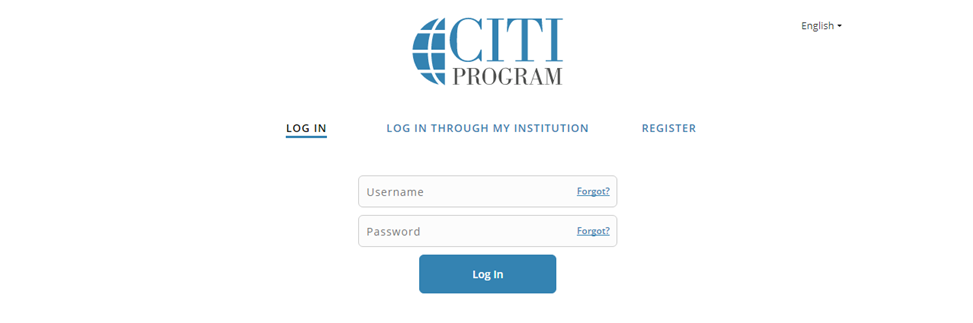 CITI
PROGRAM
English
LOG IN
LOG IN THROUGH MY INSTITUTION
REGISTER
Username
Forgot?
Password
Forgot?
Log In